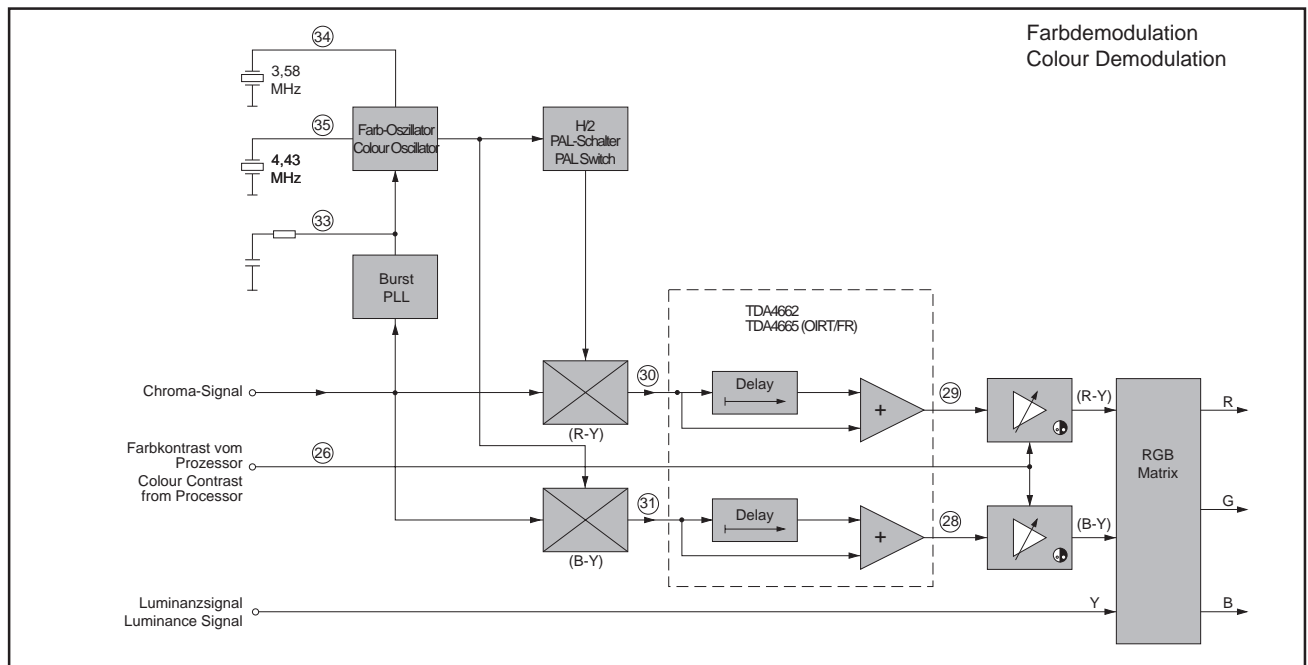 Farbdemodulation
Colour Demodulation
34
3,58
MHz
35
4,43
MHz
Farb-Oszillator
Colour Oscillator
H/2
PAL-Schalter
PAL Switch
33
Burst
PLL
TDA4662
TDA4665 (OIRT/FR)
Chroma-Signal
30
Delay
+
29
(R-Y)
R
(R-Y)
Farbkontrast vom
Prozessor
Colour Contrast
from Processor
26
RGB
Matrix
31
Delay
+
28
(B-Y)
G
(B-Y)
Luminanzsignal
Luminance Signal
Y
B